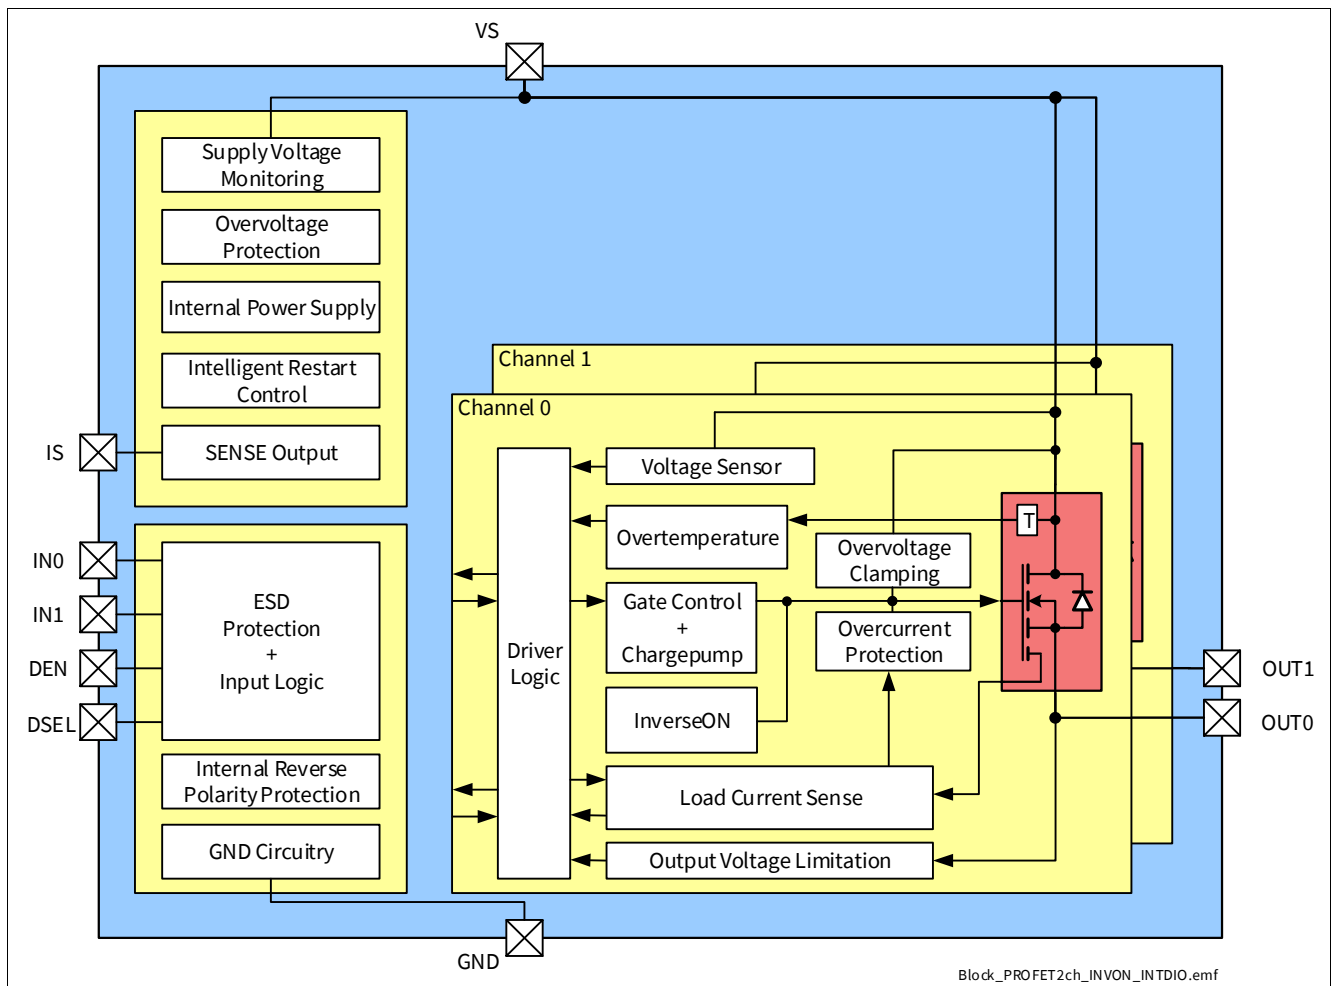 VS
Supply Voltage
Monitoring
Overvoltage
Protection
Internal Power Supply
Intelligent Restart
Control
SENSE Output
IS
IN0
IN1
DEN
DSEL
ESD
Protection
+
Input Logic
Internal Reverse
Polarity Protection
GND Circuitry
GND
Channel 1
Channel 0
Driver
Logic
Voltage Sensor
Overtemperature
T
Overvoltage
Clamping
Gate Control
+
Chargepump
Overcurrent
Protection
InverseON
Load Current Sense
Output Voltage Limitation
OUT1
OUT0
Block_PROFET2ch_INVON_INTDIO.emf